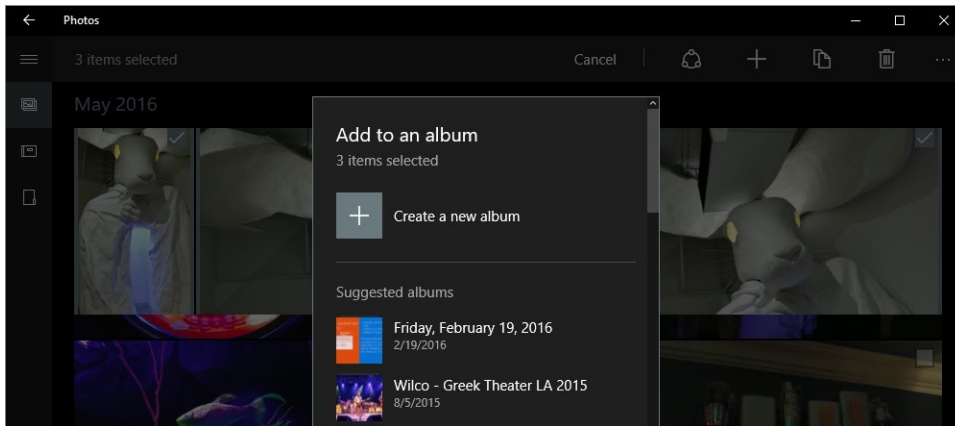 Photos
3 items selected
Cancel
May 2016
Add to an album
3 items selected
Create a new album
Suggested albums
Friday, February 19, 2016
2/19/2016
Wilco - Greek Theater LA 2015
8/5/2015